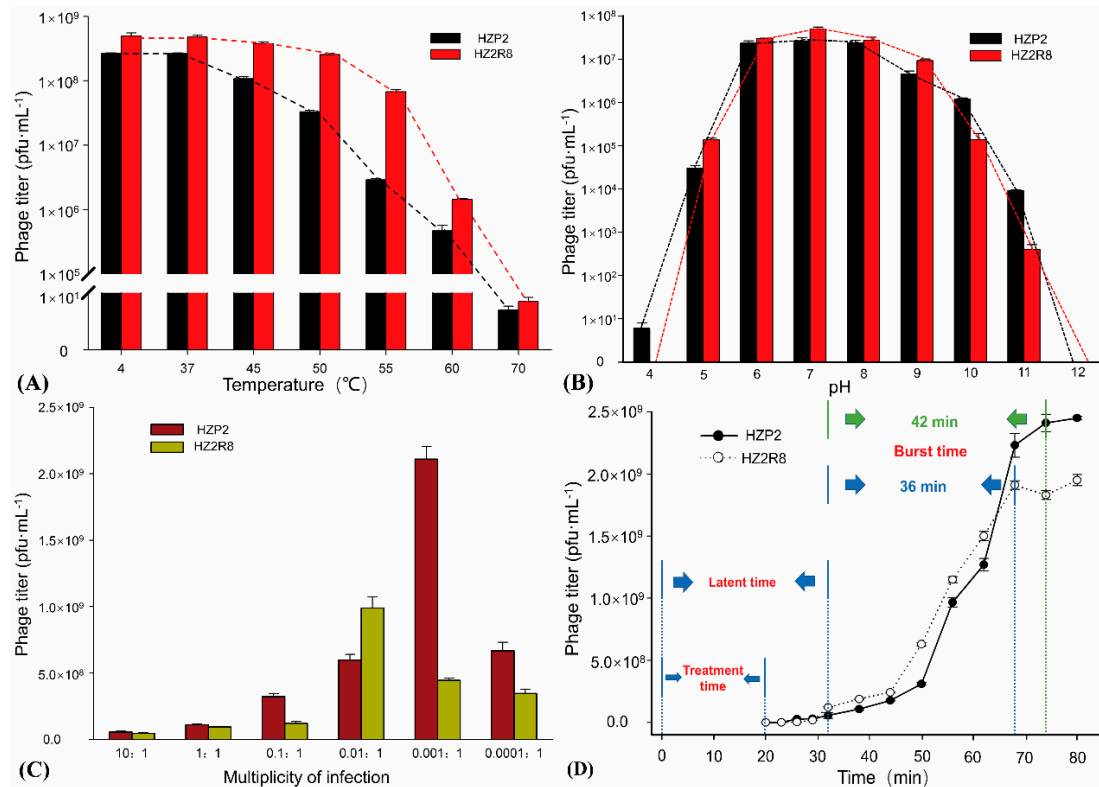 1×10⁹
1×10⁸
1×10⁷
1×10⁶
1×10⁵
1×10¹
0
Phage titer (pfu·mL⁻¹)
HZP2
HZ2R8
4 37 45 50 55 60 70
Temperature (℃)
(A)
1×10⁸
1×10⁷
1×10⁶
1×10⁵
1×10⁴
1×10³
1×10²
1×10¹
0
Phage titer (pfu·mL⁻¹)
HZP2
HZ2R8
4 5 6 7 8 9 10 11 12
pH
(B)
2.5×10⁹
2.0×10⁹
1.5×10⁹
1.0×10⁹
5.0×10⁸
0.0
Phage titer (pfu·mL⁻¹)
HZP2
HZ2R8
10：1 1：1 0.1：1 0.01：1 0.001：1 0.0001：1
Multiplicity of infection
(C)
2.5×10⁹
2.0×10⁹
1.5×10⁹
1.0×10⁹
5.0×10⁸
0.0
Phage titer (pfu·mL⁻¹)
HZP2
HZ2R8
42 min
Burst time
36 min
Latent time
Treatment
time
0 10 20 30 40 50 60 70 80
Time (min)
(D)